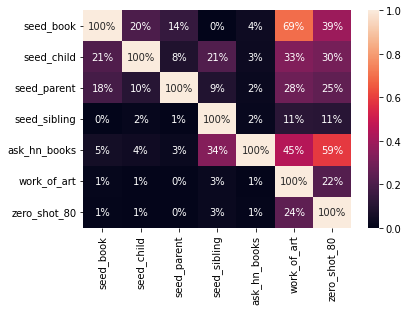 seed_book 100% 20% 14% 0% 4% 69% 39%
seed_child 21% 100% 8% 21% 3% 33% 30%
seed_parent 18% 10% 100% 9% 2% 28% 25%
seed_sibling 0% 2% 1% 100% 0% 11% 11%
ask_hn_books 5% 4% 3% 34% 100% 45% 59%
work_of_art 1% 1% 0% 3% 1% 100% 22%
zero_shot_80 1% 1% 0% 3% 1% 24% 100%
seed_book
seed_child
seed_parent
seed_sibling
ask_hn_books
work_of_art
zero_shot_80
1.0
0.8
0.6
0.4
0.2
0.0